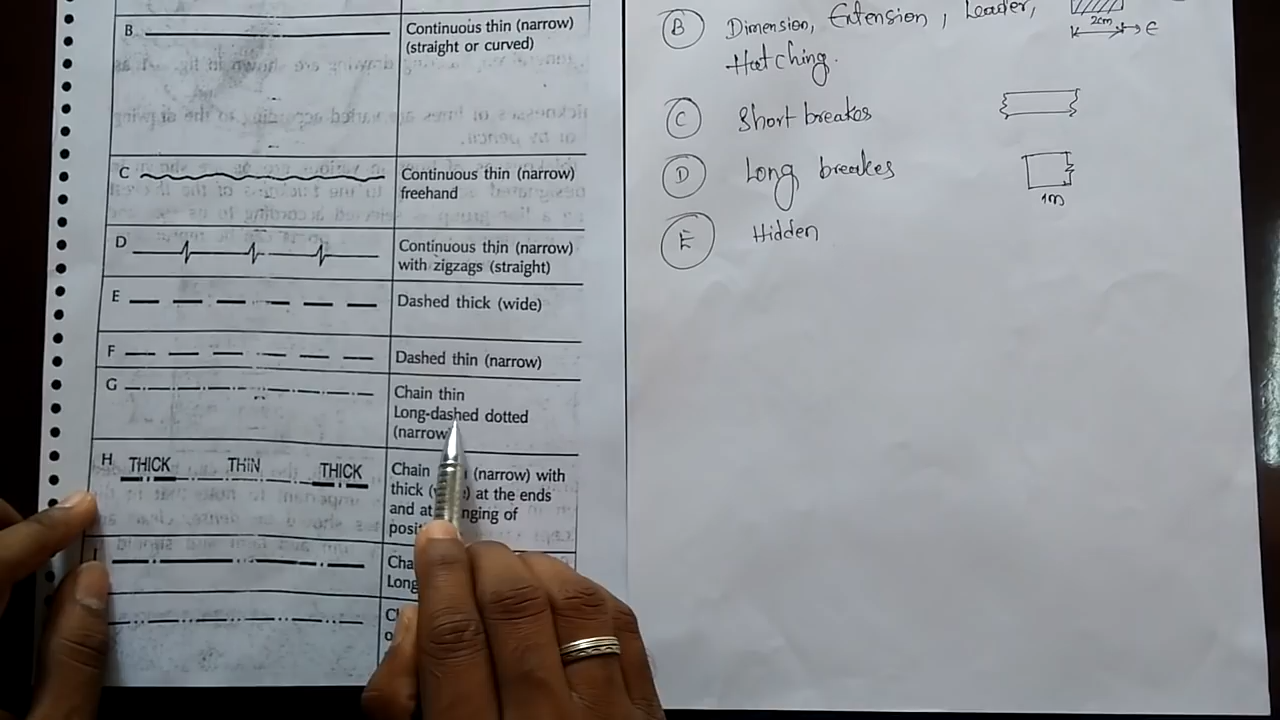 B
Continuous thin (narrow)
(straight or curved)
C
Continuous thin (narrow)
freehand
D
Continuous thin (narrow)
with zigzags (straight)
E
Dashed thick (wide)
F
Dashed thin (narrow)
G
Chain thin
Long-dashed dotted
(narrow
H THICK THIN THICK
Chain (narrow) with
thick ( at the ends
and at nging of
posit
I
Cha
Long
B Dimension, Extension, Leader,
Hatching.
2cm
C Short breakes
D Long breakes
1m
E Hidden